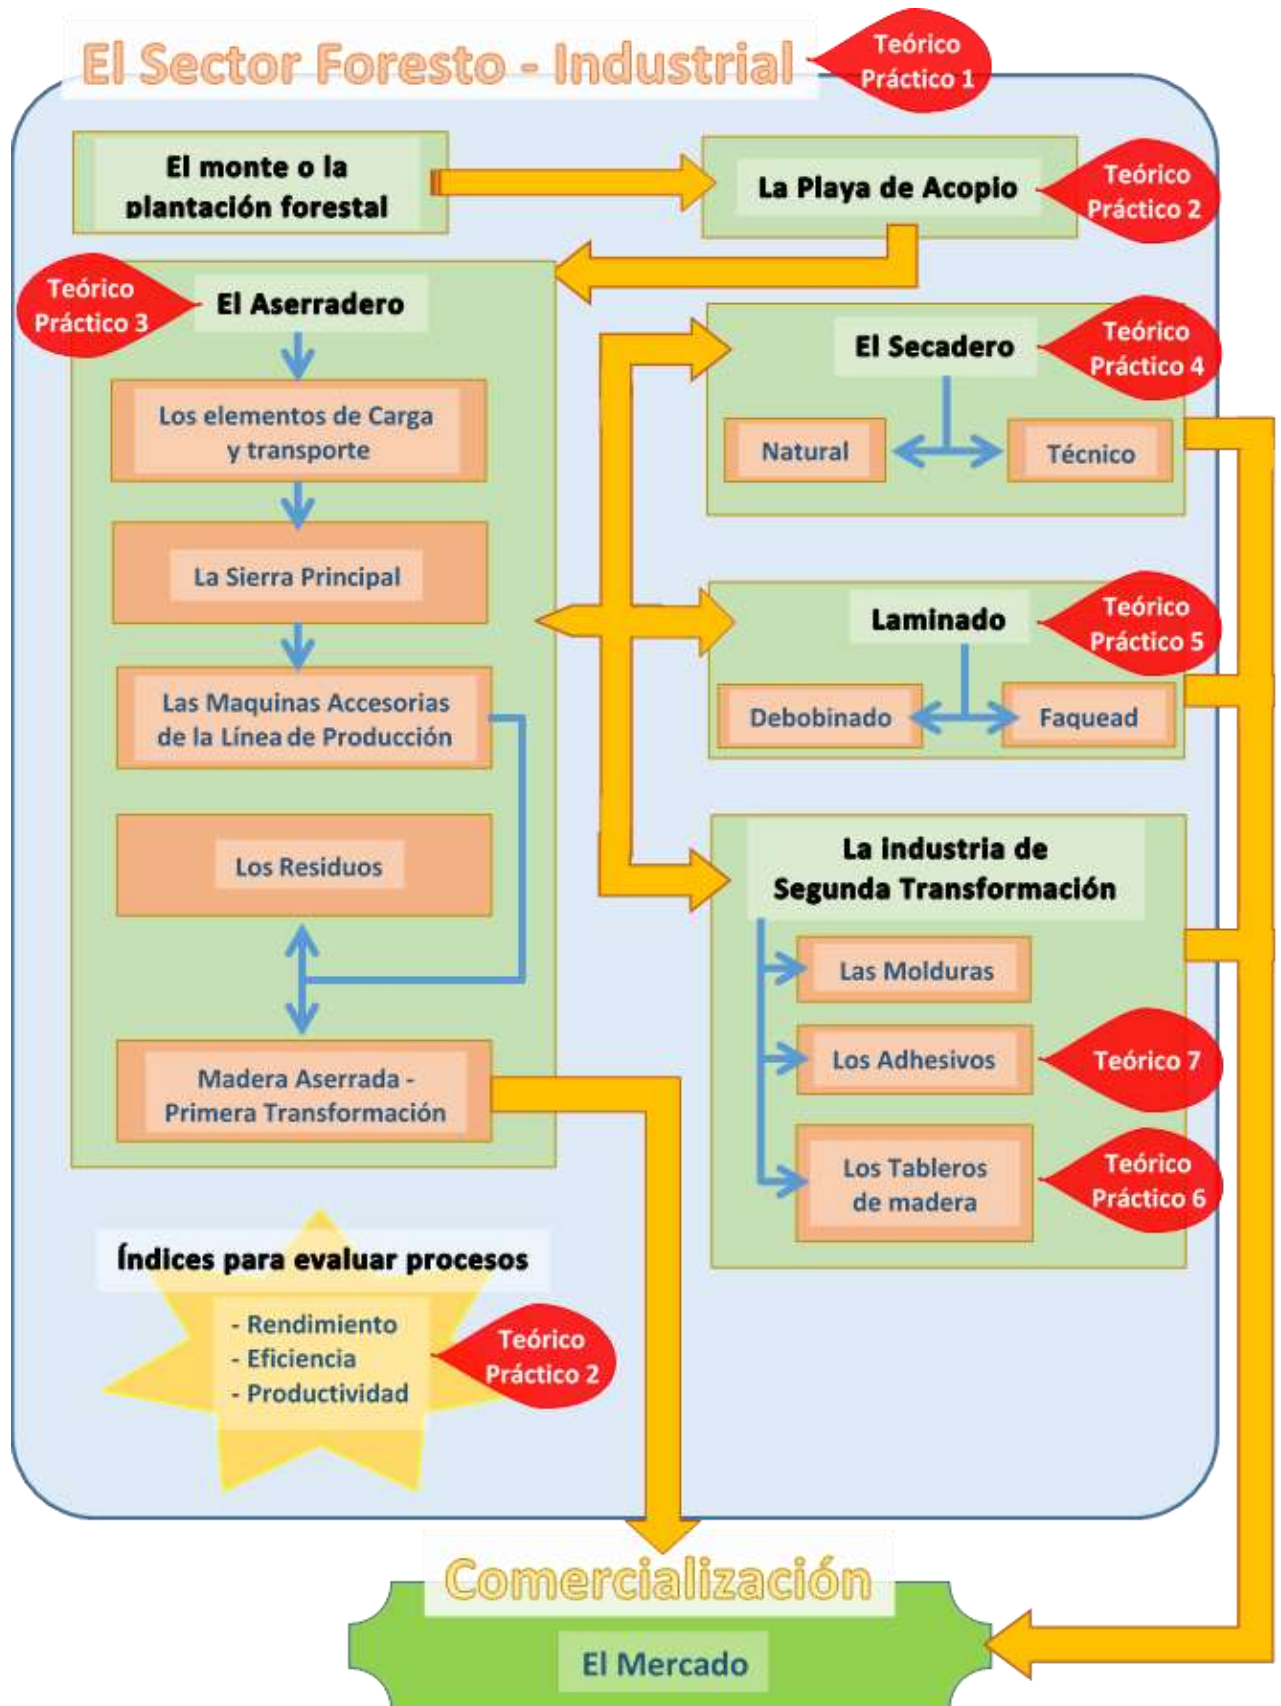 El Sector Foresto - Industrial
Teórico
Práctico 1
El monte o la
plantación forestal
La Playa de Acopio
Teórico
Práctico 2
Teórico
Práctico 3
El Aserradero
Los elementos de Carga
y transporte
La Sierra Principal
Las Maquinas Accesorias
de la Línea de Producción
Los Residuos
Madera Aserrada -
Primera Transformación
El Secadero
Teórico
Práctico 4
Natural
Técnico
Laminado
Teórico
Práctico 5
Debobinado
Faquead
La industria de
Segunda Transformación
Las Molduras
Los Adhesivos
Teórico 7
Los Tableros
de madera
Teórico
Práctico 6
Índices para evaluar procesos
- Rendimiento
- Eficiencia
- Productividad
Teórico
Práctico 2
Comercialización
El Mercado